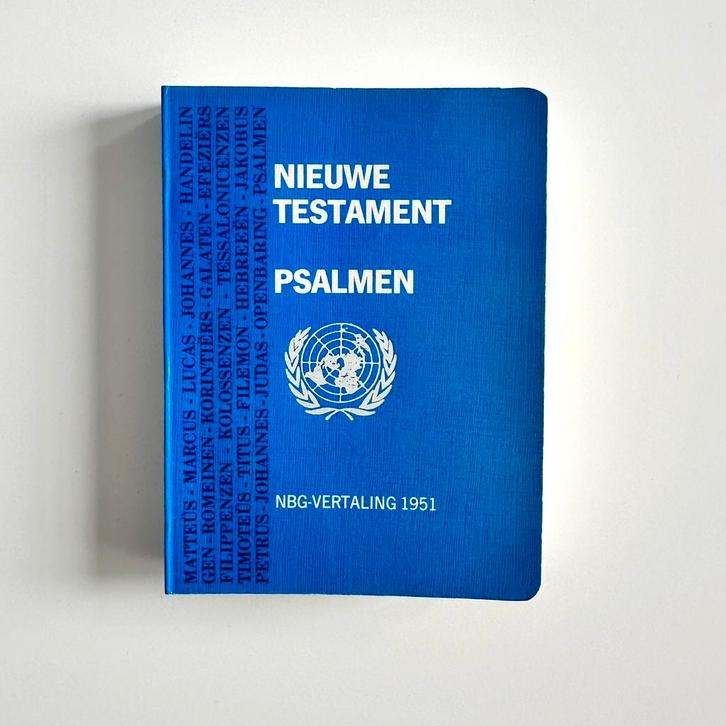 MATTEÜS - MARCUS - LUCAS - JOHANNES - HANDELIN
GEN - ROMEINEN - KORINTIËRS - GALATEN - EFEZIËRS
FILIPPENZEN - KOLOSSENZEN - TESSALONICENZEN
TIMOTEÜS - TITUS - FILEMON - HEBREEËN - JAKOBUS
PETRUS - JOHANNES - JUDAS - OPENBARING - PSALMEN
NIEUWE
TESTAMENT
PSALMEN
NBG-VERTALING 1951